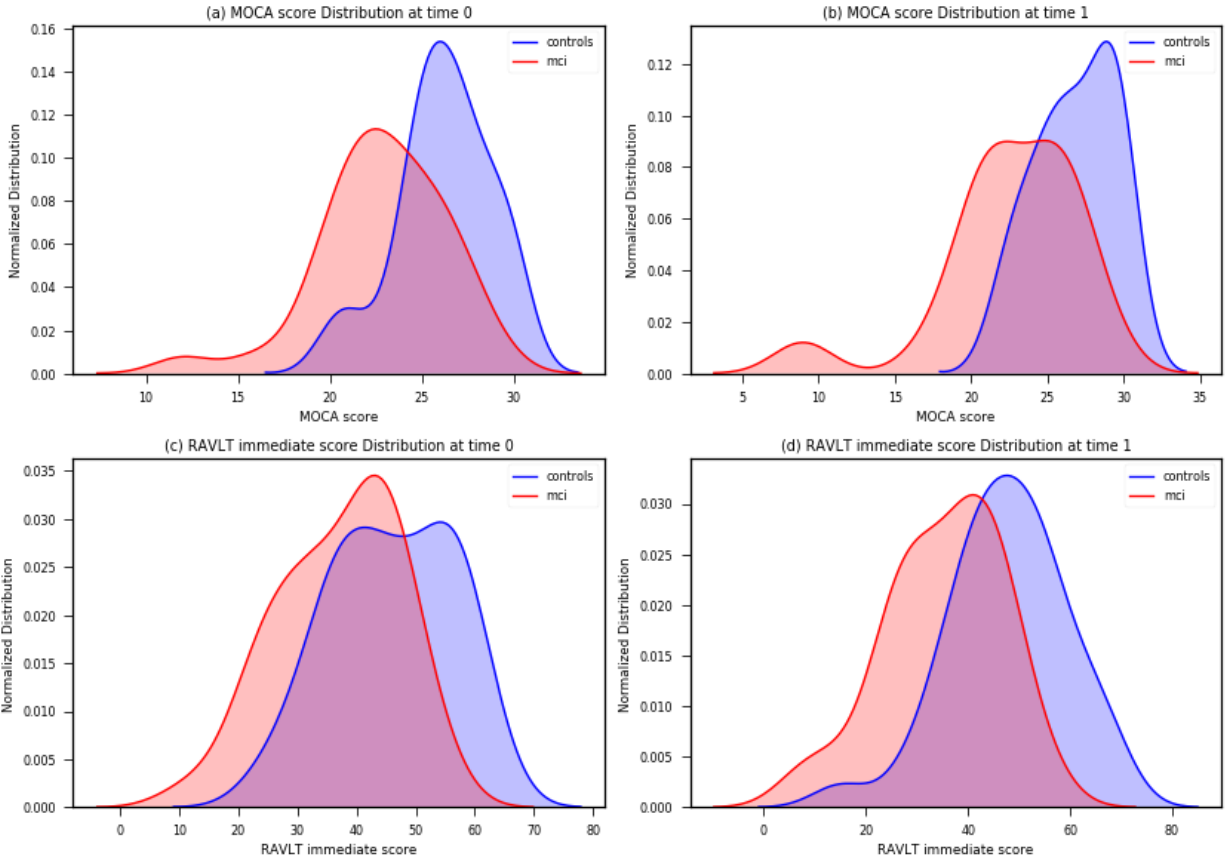 (a) MOCA score Distribution at time 0
0.16
0.14
0.12
0.10
0.08
0.06
0.04
0.02
0.00
Normalized Distribution
controls
mci
10 15 20 25 30
MOCA score
(b) MOCA score Distribution at time 1
0.12
0.10
0.08
0.06
0.04
0.02
0.00
Normalized Distribution
controls
mci
5 10 15 20 25 30 35
MOCA score
(c) RAVLT immediate score Distribution at time 0
0.035
0.030
0.025
0.020
0.015
0.010
0.005
0.000
Normalized Distribution
controls
mci
0 10 20 30 40 50 60 70 80
RAVLT immediate score
(d) RAVLT immediate score Distribution at time 1
0.030
0.025
0.020
0.015
0.010
0.005
0.000
Normalized Distribution
controls
mci
0 20 40 60 80
RAVLT immediate score